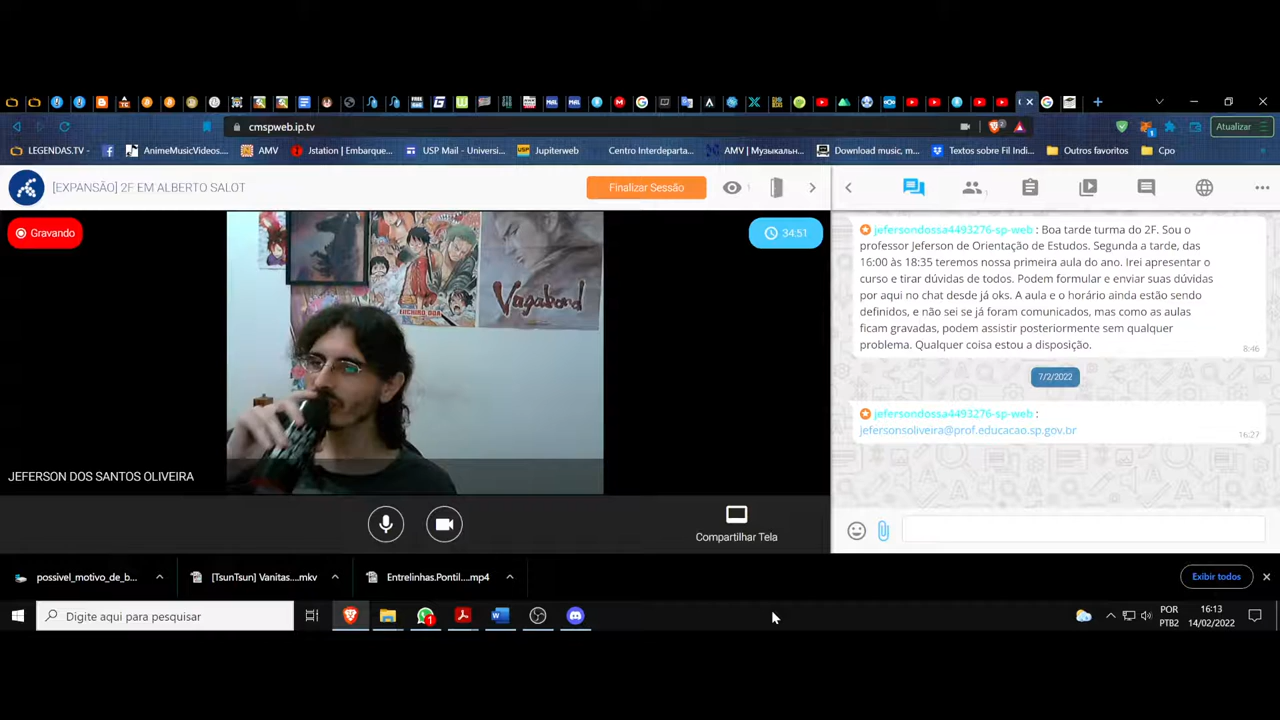 cmspweb.ip.tv
Atualizar
LEGENDAS.TV -
AnimeMusicVideos...
AMV
Jstation | Embarque...
USP Mail - Universi...
Jupiterweb
Centro Interdeparta...
AMV | Музыкальн...
Download music, m...
Textos sobre Fil Indi...
Outros favoritos
Cpo
[EXPANSÃO] 2F EM ALBERTO SALOT
Finalizar Sessão
1
1
Gravando
34:51
Vagabond
JEFERSON DOS SANTOS OLIVEIRA
Compartilhar Tela
jefersondossa4493276-sp-web : Boa tarde turma do 2F. Sou o
professor Jeferson de Orientação de Estudos. Segunda a tarde, das
16:00 às 18:35 teremos nossa primeira aula do ano. Irei apresentar o
curso e tirar dúvidas de todos. Podem formular e enviar suas dúvidas
por aqui no chat desde já oks. A aula e o horário ainda estão sendo
definidos, e não sei se já foram comunicados, mas como as aulas
ficam gravadas, podem assistir posteriormente sem qualquer
problema. Qualquer coisa estou a disposição.
8:46
7/2/2022
jefersondossa4493276-sp-web :
jefersonsoliveira@prof.educacao.sp.gov.br
16:27
possivel_motivo_de_b...
[TsunTsun] Vanitas....mkv
Entrelinhas.Pontil....mp4
Exibir todos
Digite aqui para pesquisar
1
POR
PTB2
16:13
14/02/2022